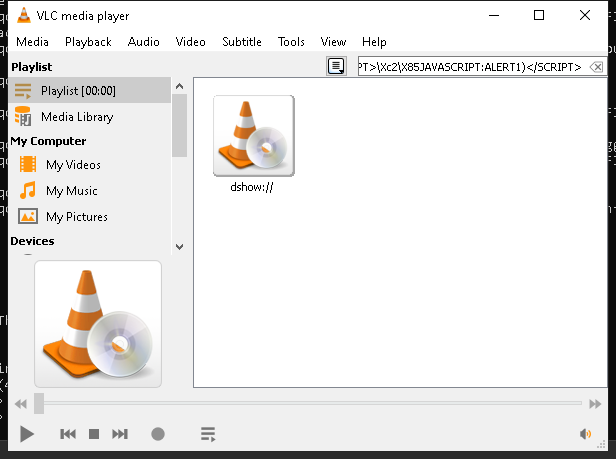 VLC media player
Media Playback Audio Video Subtitle Tools View Help
Playlist
PT>\Xc2\X85JAVASCRIPT:ALERT1)</SCRIPT>
Playlist [00:00]
Media Library
My Computer
My Videos
My Music
My Pictures
Devices
dshow://